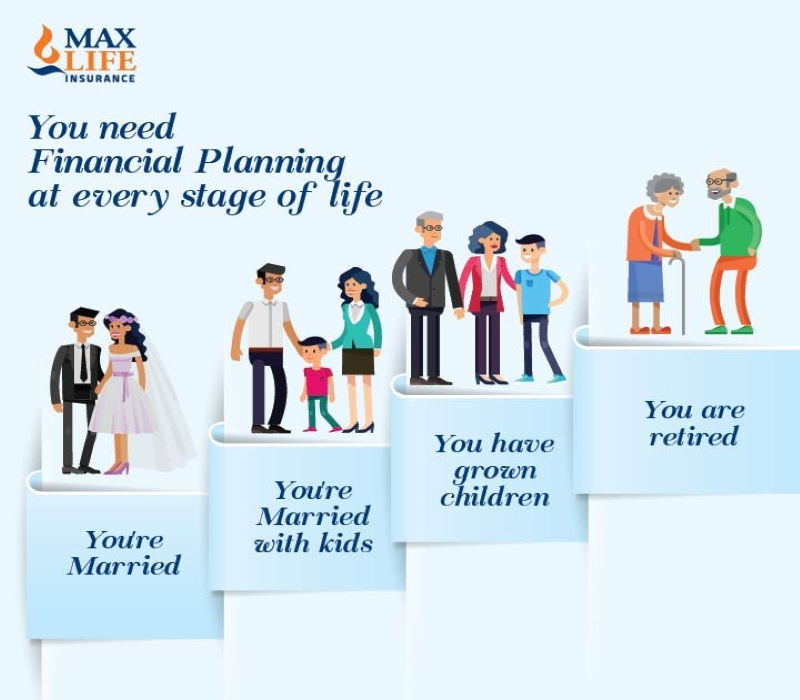 MAX
LIFE
INSURANCE
You need
Financial Planning
at every stage of life
You're
Married
You're
Married
with kids
You have
grown
children
You are
retired